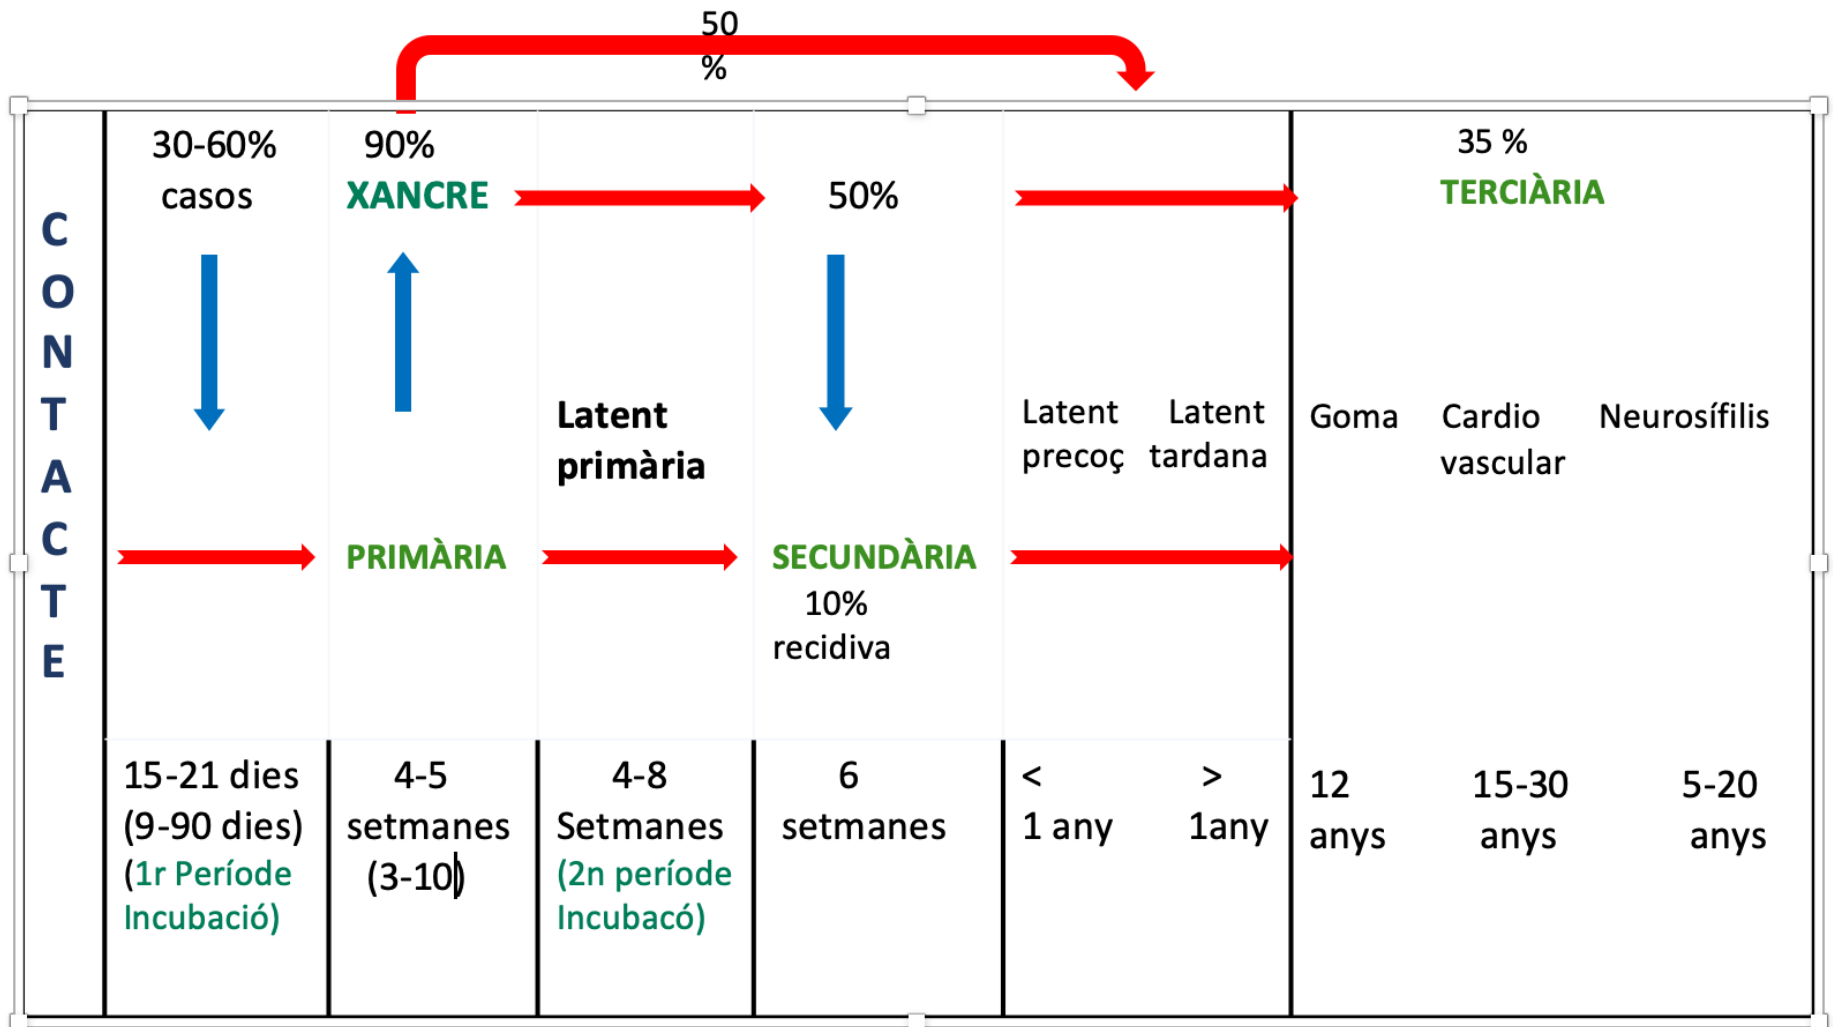 50
%
C
O
N
T
A
C
T
E
30-60%
casos
90%
XANCRE
50%
35 %
TERCIÀRIA
Latent
primària
Latent
precoç
Latent
tardana
Goma
Cardio
vascular
Neurosífilis
PRIMÀRIA
SECUNDÀRIA
10%
recidiva
15-21 dies
(9-90 dies)
(1r Període
Incubació)
4-5
setmanes
(3-10)
4-8
Setmanes
(2n període
Incubacó)
6
setmanes
<
1 any
>
1any
12
anys
15-30
anys
5-20
anys